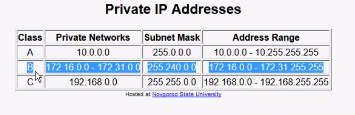 Private IP Addresses
Class Private Networks Subnet Mask Address Range
A 10.0.0.0 255.0.0.0 10.0.0.0 - 10.255.255.255
B 172.16.0.0 - 172.31.0.0 255.240.0.0 172.16.0.0 - 172.31.255.255
C 192.168.0.0 255.255.0.0 192.168.0.0 - 192.168.255.255
Hosted at Novgorod State University